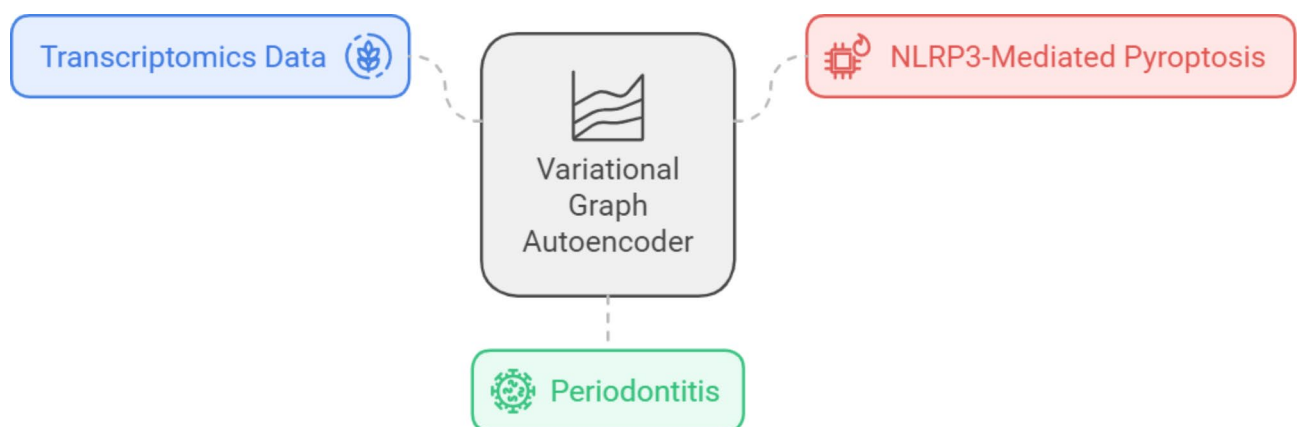 Transcriptomics Data
NLRP3-Mediated Pyroptosis
Variational
Graph
Autoencoder
Periodontitis